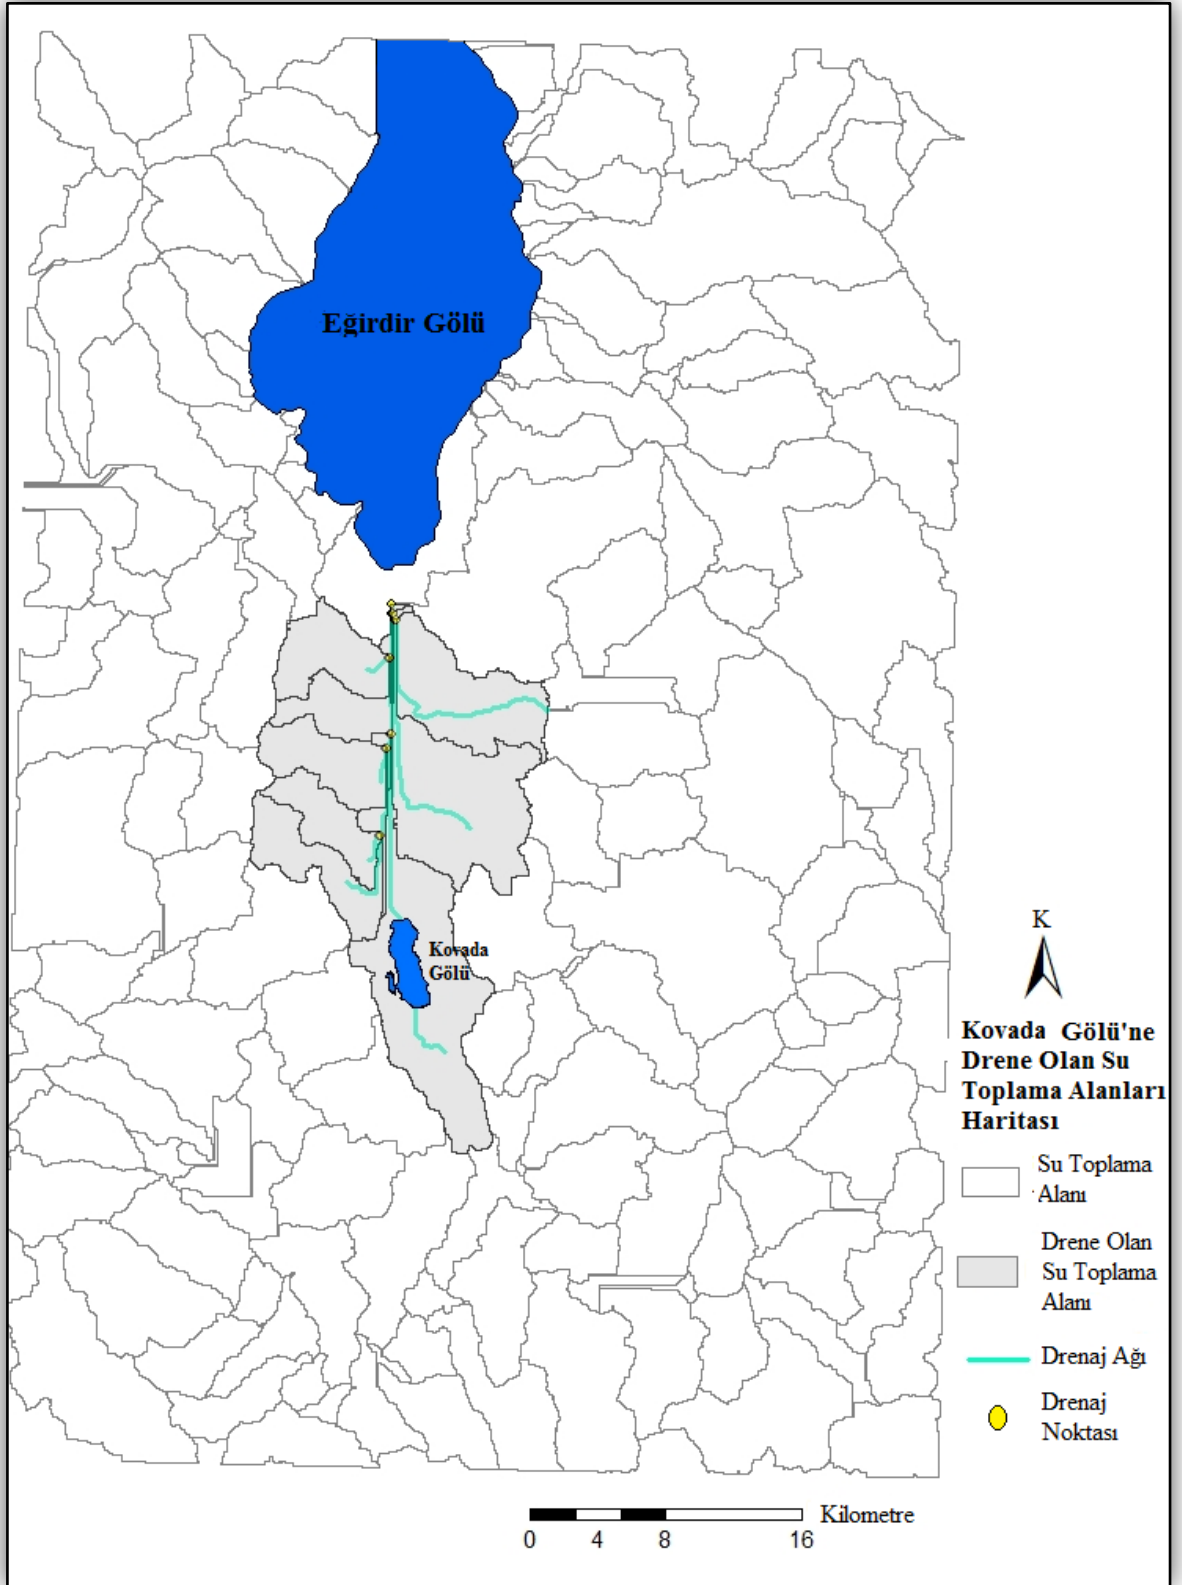 Eğirdir Gölü
Kovada
Gölü
K
Kovada Gölü'ne
Drene Olan Su
Toplama Alanları
Haritası
Su Toplama
Alanı
Drene Olan
Su Toplama
Alanı
Drenaj Ağı
Drenaj
Noktası
Kilometre
0 4 8 16